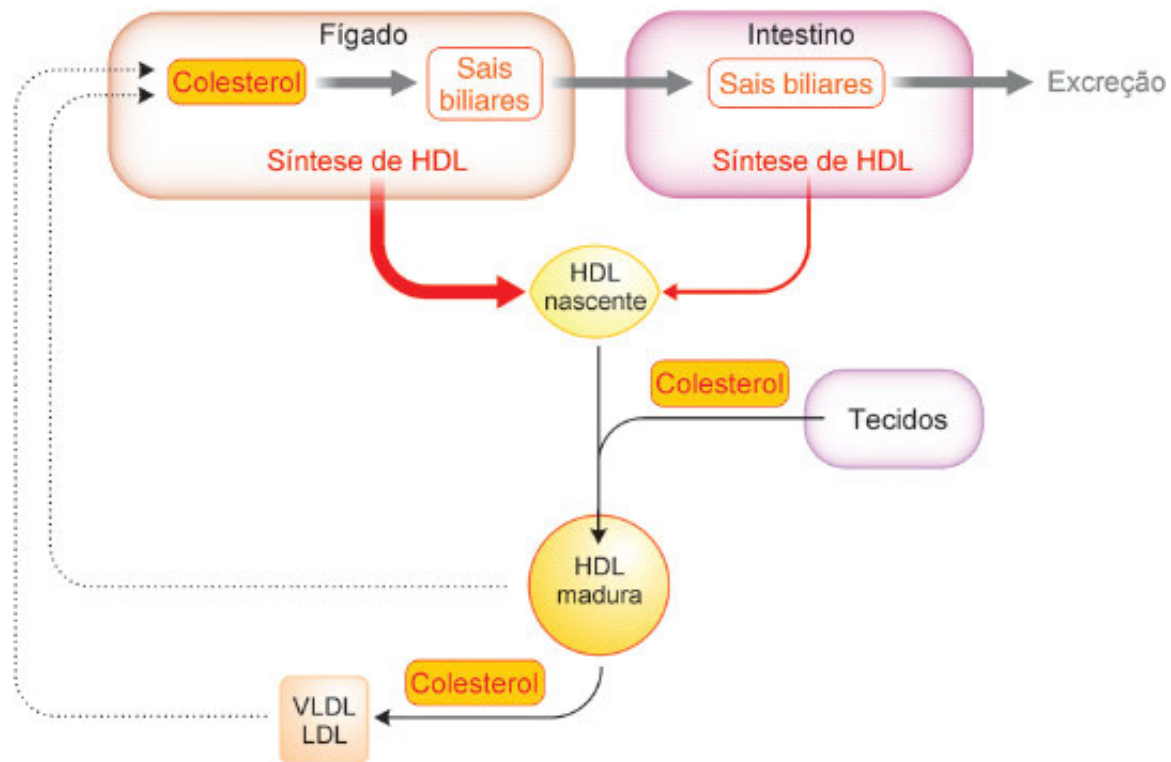 Fígado
Intestino
Colesterol
Sais
biliares
Sais biliares
Excreção
Síntese de HDL
Síntese de HDL
HDL
nascente
Colesterol
Tecidos
HDL
madura
Colesterol
VLDL
LDL